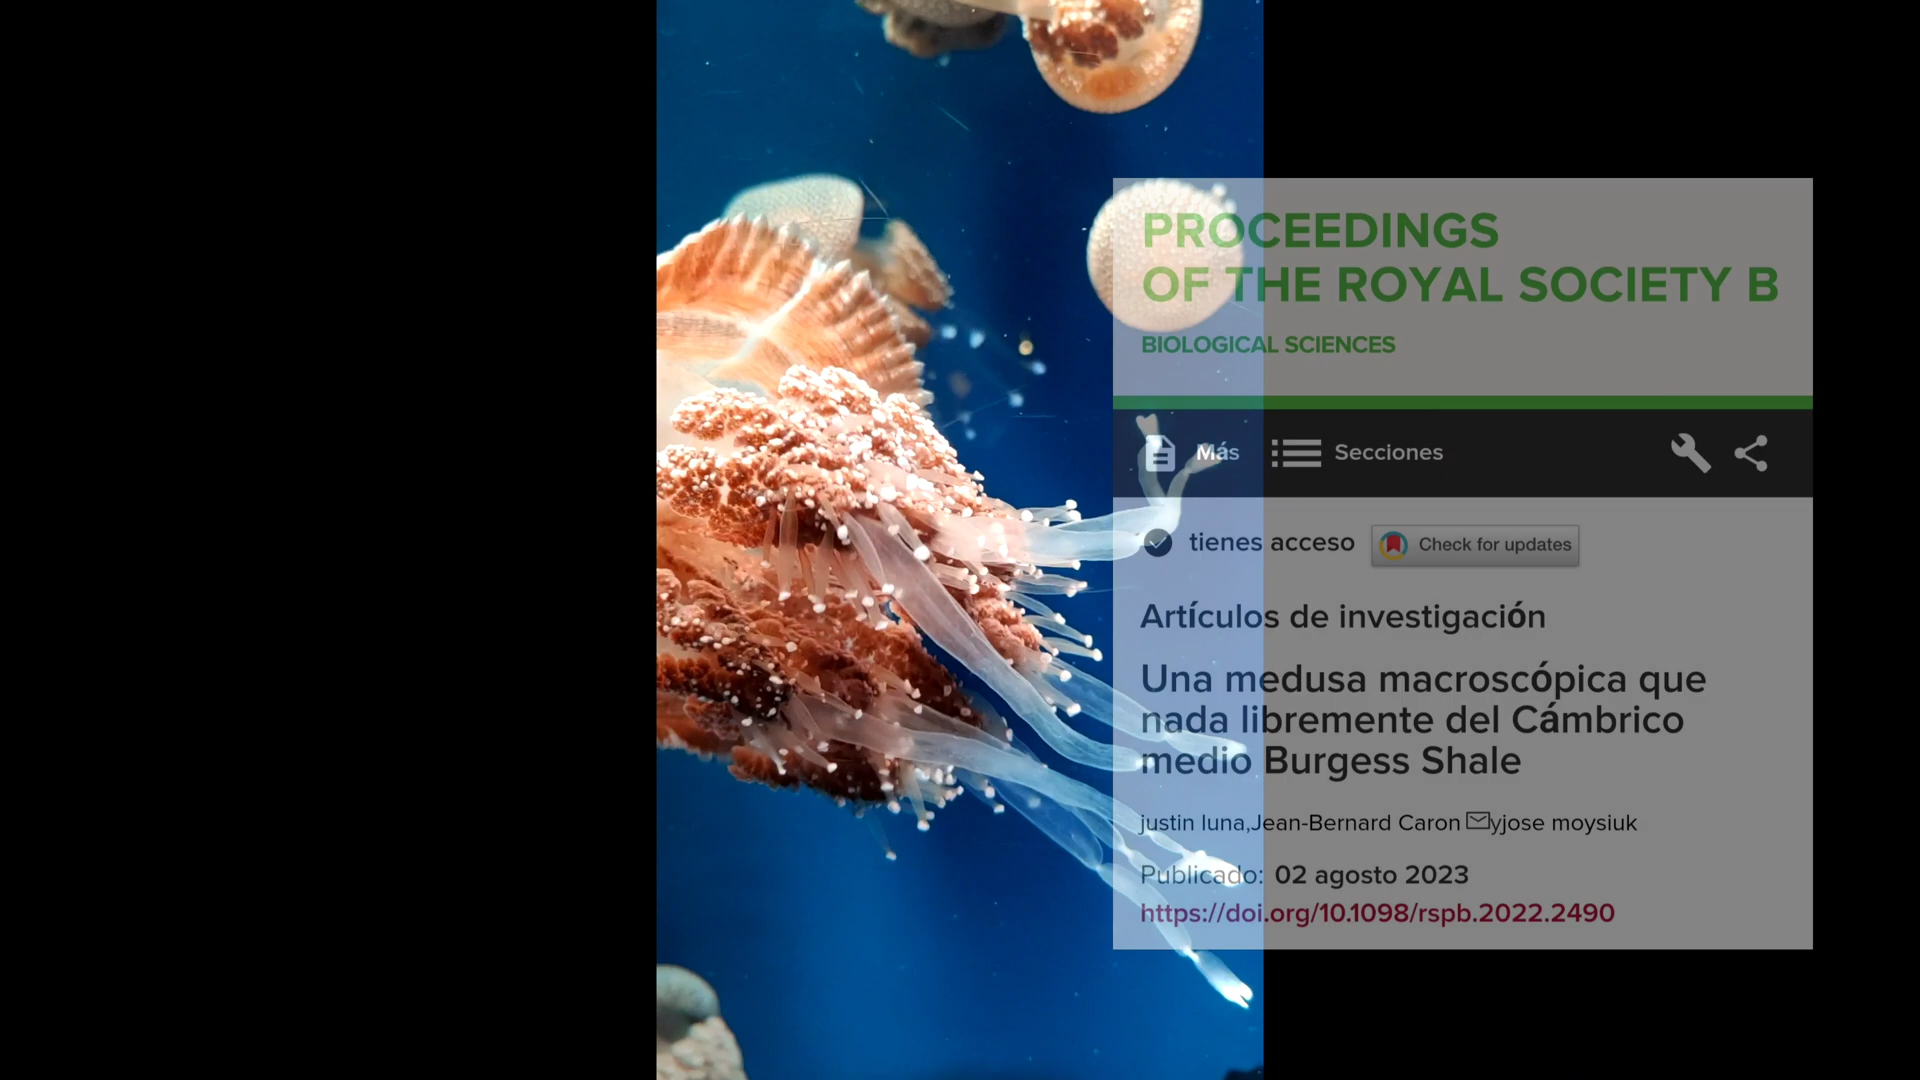 PROCEEDINGS
OF THE ROYAL SOCIETY B
BIOLOGICAL SCIENCES
Más Secciones
tienes acceso Check for updates
Artículos de investigación
Una medusa macroscópica que
nada libremente del Cámbrico
medio Burgess Shale
justin luna,Jean-Bernard Caron yjose moysiuk
Publicado: 02 agosto 2023
https://doi.org/10.1098/rspb.2022.2490